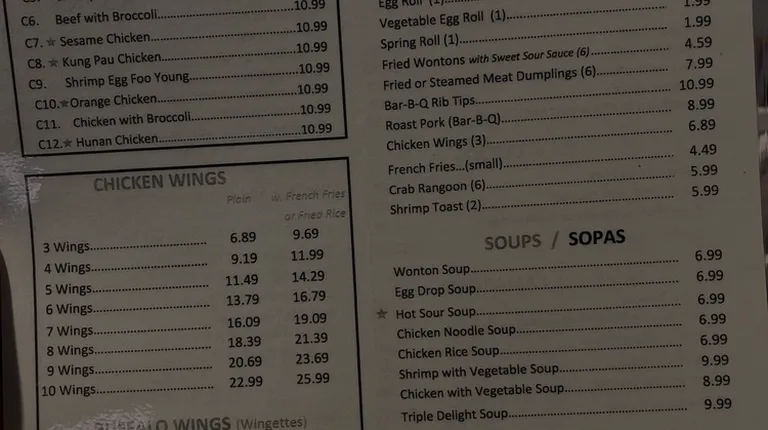 C6. Beef with Broccoli..........10.99
C7. ★ Sesame Chicken..........10.99
C8. ★ Kung Pau Chicken..........10.99
C9. Shrimp Egg Foo Young..........10.99
C10.★Orange Chicken..........10.99
C11. Chicken with Broccoli..........10.99
C12.★ Hunan Chicken..........10.99
CHICKEN WINGS
Plain w. French Fries
or Fried Rice
3 Wings.......... 6.89 9.69
4 Wings.......... 9.19 11.99
5 Wings.......... 11.49 14.29
6 Wings.......... 13.79 16.79
7 Wings.......... 16.09 19.09
8 Wings.......... 18.39 21.39
9 Wings.......... 20.69 23.69
10 Wings.......... 22.99 25.99
BUFFALO WINGS (Wingettes)
Egg Roll (1)
Vegetable Egg Roll (1).......... 1.99
Spring Roll (1).......... 1.99
Fried Wontons with Sweet Sour Sauce (6).......... 4.59
Fried or Steamed Meat Dumplings (6).......... 7.99
Bar-B-Q Rib Tips.......... 10.99
Roast Pork (Bar-B-Q).......... 8.99
Chicken Wings (3).......... 6.89
French Fries...(small).......... 4.49
Crab Rangoon (6).......... 5.99
Shrimp Toast (2).......... 5.99
SOUPS / SOPAS
Wonton Soup.......... 6.99
Egg Drop Soup.......... 6.99
★ Hot Sour Soup.......... 6.99
Chicken Noodle Soup.......... 6.99
Chicken Rice Soup.......... 6.99
Shrimp with Vegetable Soup.......... 9.99
Chicken with Vegetable Soup.......... 8.99
Triple Delight Soup.......... 9.99